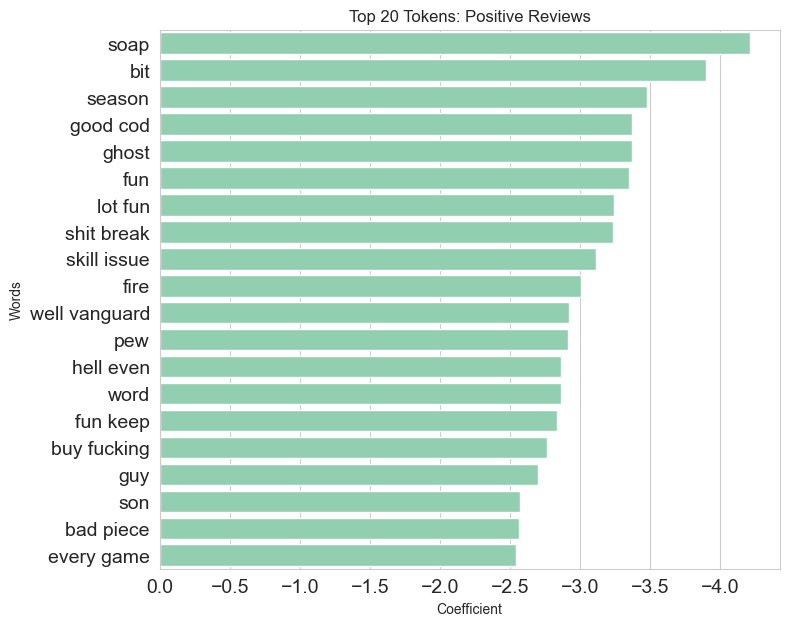 Top 20 Tokens: Positive Reviews
soap
bit
season
good cod
ghost
fun
lot fun
shit break
skill issue
fire
well vanguard
pew
hell even
word
fun keep
buy fucking
guy
son
bad piece
every game
Words
0.0 −0.5 −1.0 −1.5 −2.0 −2.5 −3.0 −3.5 −4.0
Coefficient